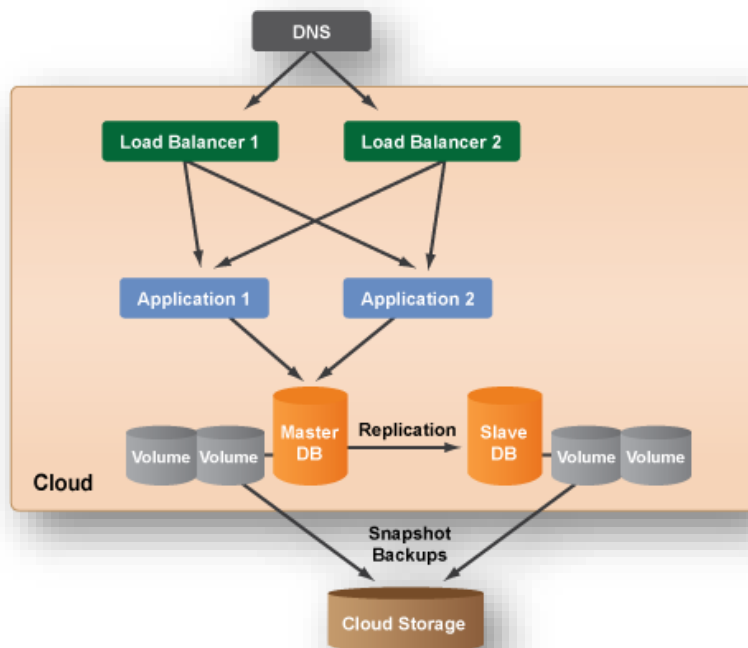 DNS
Load Balancer 1
Load Balancer 2
Application 1
Application 2
Master
DB
Replication
Slave
DB
Volume
Volume
Volume
Volume
Cloud
Snapshot
Backups
Cloud Storage